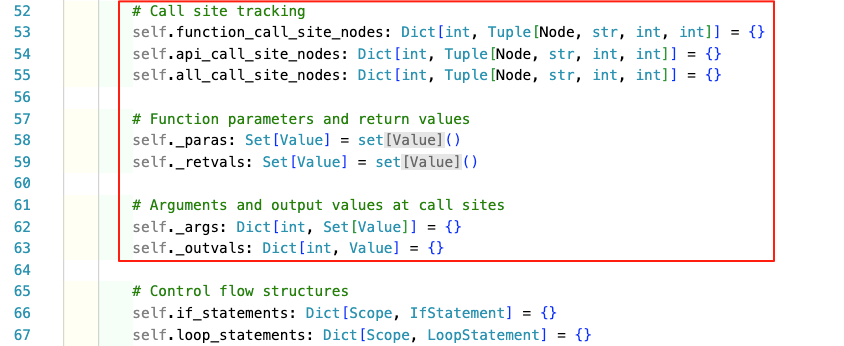 52 # Call site tracking
53 self.function_call_site_nodes: Dict[int, Tuple[Node, str, int, int]] = {}
54 self.api_call_site_nodes: Dict[int, Tuple[Node, str, int, int]] = {}
55 self.all_call_site_nodes: Dict[int, Tuple[Node, str, int, int]] = {}
56
57 # Function parameters and return values
58 self._paras: Set[Value] = set[Value]()
59 self._retvals: Set[Value] = set[Value]()
60
61 # Arguments and output values at call sites
62 self._args: Dict[int, Set[Value]] = {}
63 self._outvals: Dict[int, Value] = {}
64
65 # Control flow structures
66 self.if_statements: Dict[Scope, IfStatement] = {}
67 self.loop_statements: Dict[Scope, LoopStatement] = {}